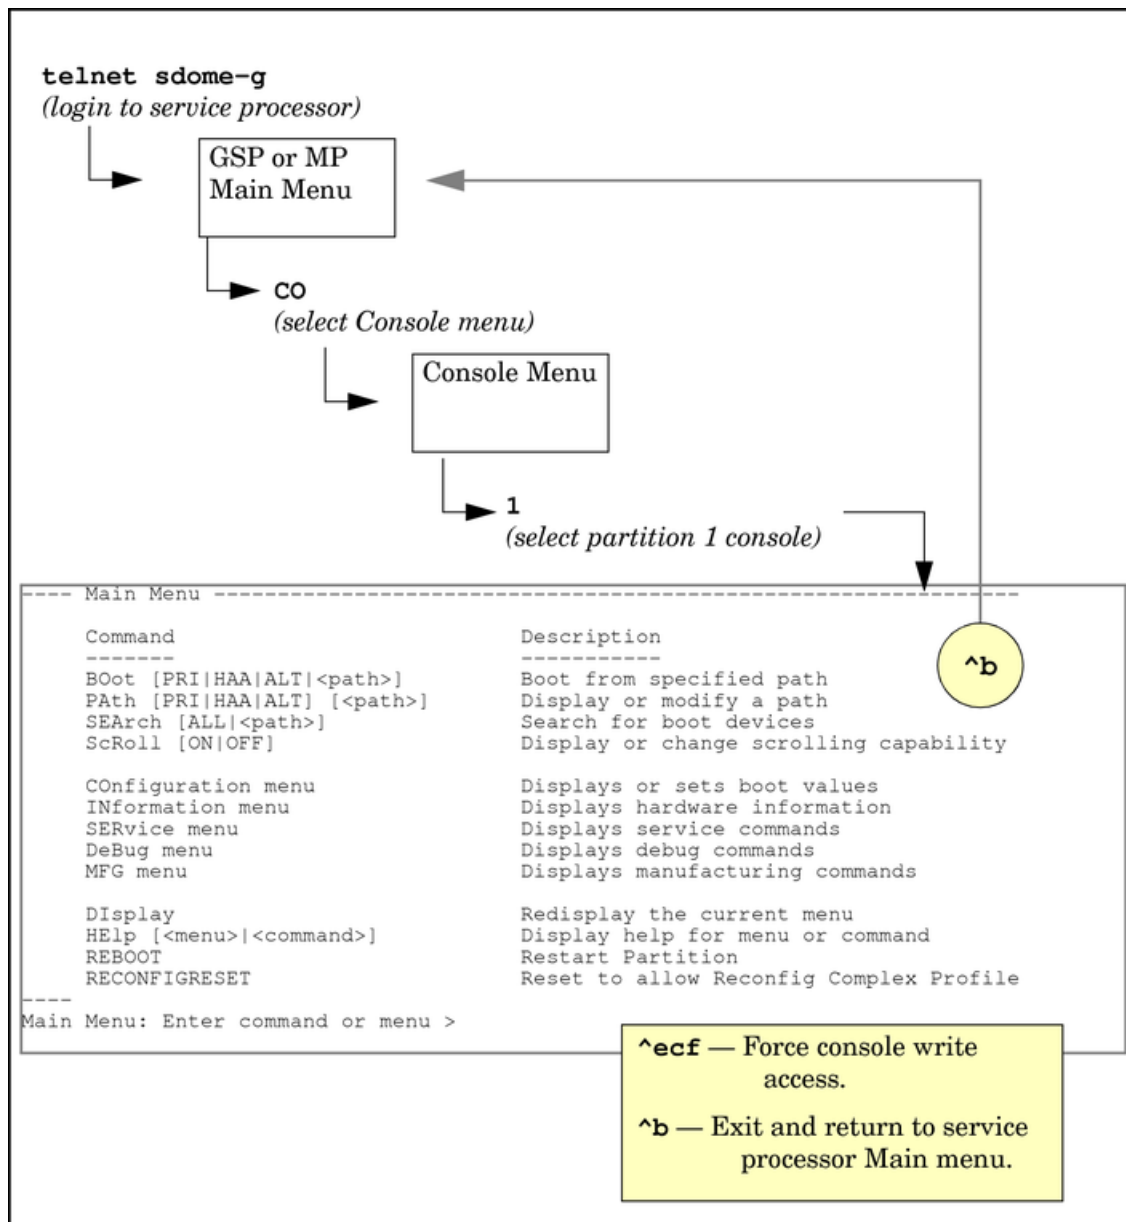 telnet sdome-g
(login to service processor)
GSP or MP
Main Menu
CO
(select Console menu)
Console Menu
1
(select partition 1 console)
---- Main Menu ---------------------------------------------------------------
Command Description
------- -----------
BOot [PRI|HAA|ALT|<path>] Boot from specified path
PAth [PRI|HAA|ALT] [<path>] Display or modify a path
SEArch [ALL|<path>] Search for boot devices
ScRoll [ON|OFF] Display or change scrolling capability
COnfiguration menu Displays or sets boot values
INformation menu Displays hardware information
SERvice menu Displays service commands
DeBug menu Displays debug commands
MFG menu Displays manufacturing commands
DIsplay Redisplay the current menu
HElp [<menu>|<command>] Display help for menu or command
REBOOT Restart Partition
RECONFIGRESET Reset to allow Reconfig Complex Profile
----
Main Menu: Enter command or menu >
^b
^ecf — Force console write
access.
^b — Exit and return to service
processor Main menu.